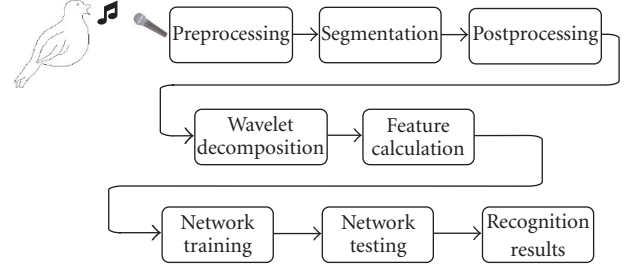 Preprocessing
Segmentation
Postprocessing
Wavelet
decomposition
Feature
calculation
Network
training
Network
testing
Recognition
results